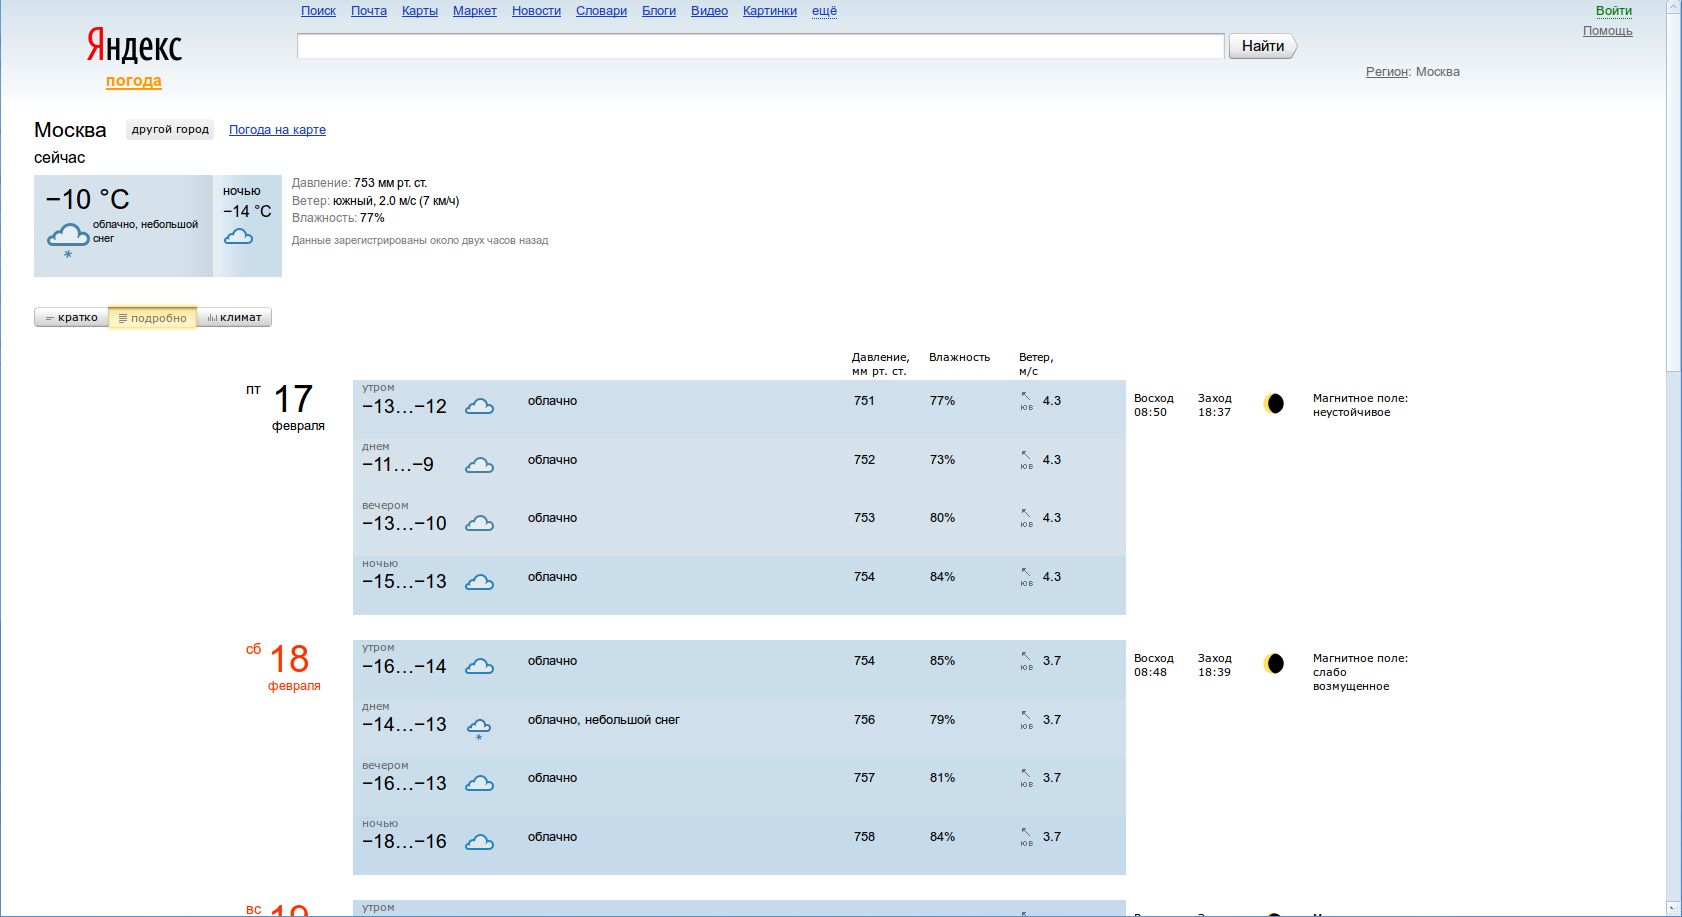 Поиск Почта Карты Маркет Новости Словари Блоги Видео Картинки ещё
Войти
Помощь
Яндекс
погода
Найти
Регион: Москва
Москва другой город Погода на карте
сейчас
−10 °C
облачно, небольшой
снег
ночью
−14 °C
Давление: 753 мм рт. ст.
Ветер: южный, 2.0 м/с (7 км/ч)
Влажность: 77%
Данные зарегистрированы около двух часов назад
кратко подробно климат
Давление, Влажность Ветер,
мм рт. ст. м/с
пт 17
февраля
утром
−13...−12 облачно 751 77% ЮВ 4.3
днем
−11...−9 облачно 752 73% ЮВ 4.3
вечером
−13...−10 облачно 753 80% ЮВ 4.3
ночью
−15...−13 облачно 754 84% ЮВ 4.3
Восход Заход
08:50 18:37
Магнитное поле:
неустойчивое
сб 18
февраля
утром
−16...−14 облачно 754 85% ЮВ 3.7
днем
−14...−13 облачно, небольшой снег 756 79% ЮВ 3.7
вечером
−16...−13 облачно 757 81% ЮВ 3.7
ночью
−18...−16 облачно 758 84% ЮВ 3.7
Восход Заход
08:48 18:39
Магнитное поле:
слабо
возмущенное
вс 19
утром